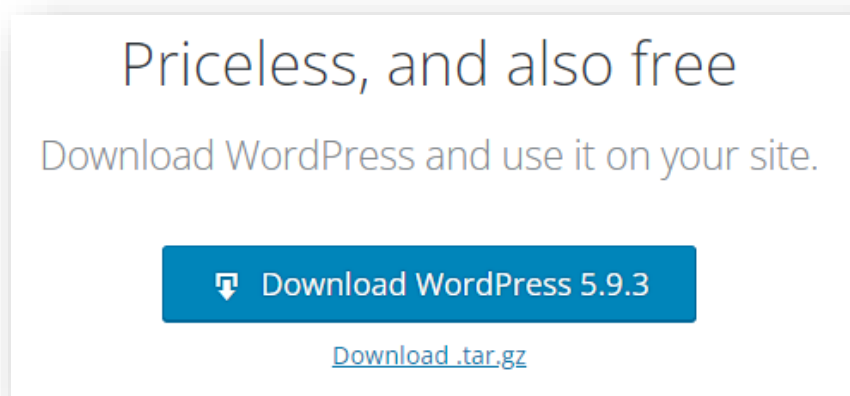 Priceless, and also free
Download WordPress and use it on your site.
Download WordPress 5.9.3
Download .tar.gz